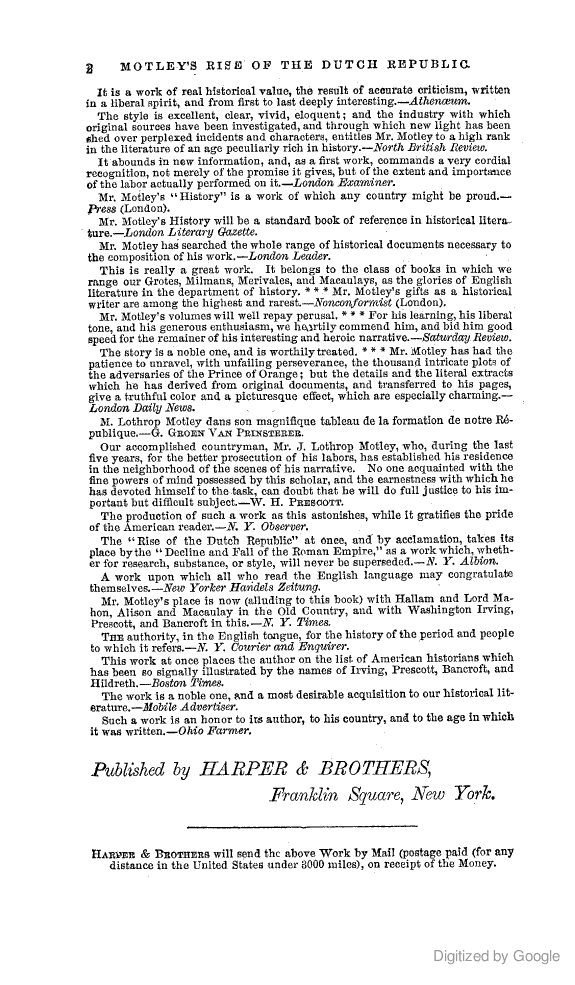 2 MOTLEY'S RISE OF THE DUTCH REPUBLIC.
It is a work of real historical value, the result of accurate criticism, written
in a liberal spirit, and from first to last deeply interesting.—Athenæum.
The style is excellent, clear, vivid, eloquent; and the industry with which
original sources have been investigated, and through which new light has been
shed over perplexed incidents and characters, entitles Mr. Motley to a high rank
in the literature of an age peculiarly rich in history.—North British Review.
It abounds in new information, and, as a first work, commands a very cordial
recognition, not merely of the promise it gives, but of the extent and importance
of the labor actually performed on it.—London Examiner.
Mr. Motley's "History" is a work of which any country might be proud.—
Press (London).
Mr. Motley's History will be a standard book of reference in historical litera-
ture.—London Literary Gazette.
Mr. Motley has searched the whole range of historical documents necessary to
the composition of his work.—London Leader.
This is really a great work. It belongs to the class of books in which we
range our Grotes, Milmans, Merivales, and Macaulays, as the glories of English
literature in the department of history. * * * Mr. Motley's gifts as a historical
writer are among the highest and rarest.—Nonconformist (London).
Mr. Motley's volumes will well repay perusal. * * * For his learning, his liberal
tone, and his generous enthusiasm, we heartily commend him, and bid him good
speed for the remainer of his interesting and heroic narrative.—Saturday Review.
The story is a noble one, and is worthily treated. * * * Mr. Motley has had the
patience to unravel, with unfailing perseverance, the thousand intricate plots of
the adversaries of the Prince of Orange; but the details and the literal extracts
which he has derived from original documents, and transferred to his pages,
give a truthful color and a picturesque effect, which are especially charming.—
London Daily News.
M. Lothrop Motley dans son magnifique tableau de la formation de notre Ré-
publique.—G. GROEN VAN PRINSTERER.
Our accomplished countryman, Mr. J. Lothrop Motley, who, during the last
five years, for the better prosecution of his labors, has established his residence
in the neighborhood of the scenes of his narrative. No one acquainted with the
fine powers of mind possessed by this scholar, and the earnestness with which he
has devoted himself to the task, can doubt that he will do full justice to his im-
portant but difficult subject.—W. H. PRESCOTT.
The production of such a work as this astonishes, while it gratifies the pride
of the American reader.—N. Y. Observer.
The "Rise of the Dutch Republic" at once, and by acclamation, takes its
place by the "Decline and Fall of the Roman Empire," as a work which, wheth-
er for research, substance, or style, will never be superseded.—N. Y. Albion.
A work upon which all who read the English language may congratulate
themselves.—New Yorker Handels Zeitung.
Mr. Motley's place is now (alluding to this book) with Hallam and Lord Ma-
hon, Alison and Macaulay in the Old Country, and with Washington Irving,
Prescott, and Bancroft in this.—N. Y. Times.
THE authority, in the English tongue, for the history of the period and people
to which it refers.—N. Y. Courier and Enquirer.
This work at once places the author on the list of American historians which
has been so signally illustrated by the names of Irving, Prescott, Bancroft, and
Hildreth.—Boston Times.
The work is a noble one, and a most desirable acquisition to our historical lit-
erature.—Mobile Advertiser.
Such a work is an honor to its author, to his country, and to the age in which
it was written.—Ohio Farmer.
Published by HARPER & BROTHERS,
Franklin Square, New York.
HARPER & BROTHERS will send the above Work by Mail (postage paid (for any
distance in the United States under 3000 miles), on receipt of the Money.
Digitized by Google